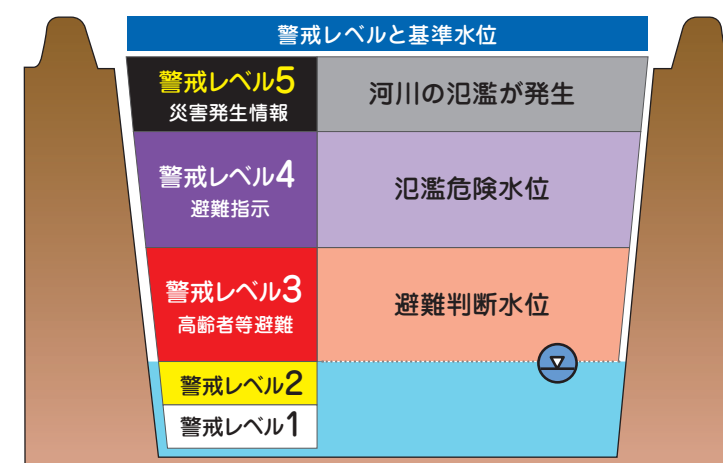 警戒レベルと基準水位
警戒レベル5
災害発生情報
河川の氾濫が発生
警戒レベル4
避難指示
氾濫危険水位
警戒レベル3
高齢者等避難
避難判断水位
警戒レベル2
警戒レベル1